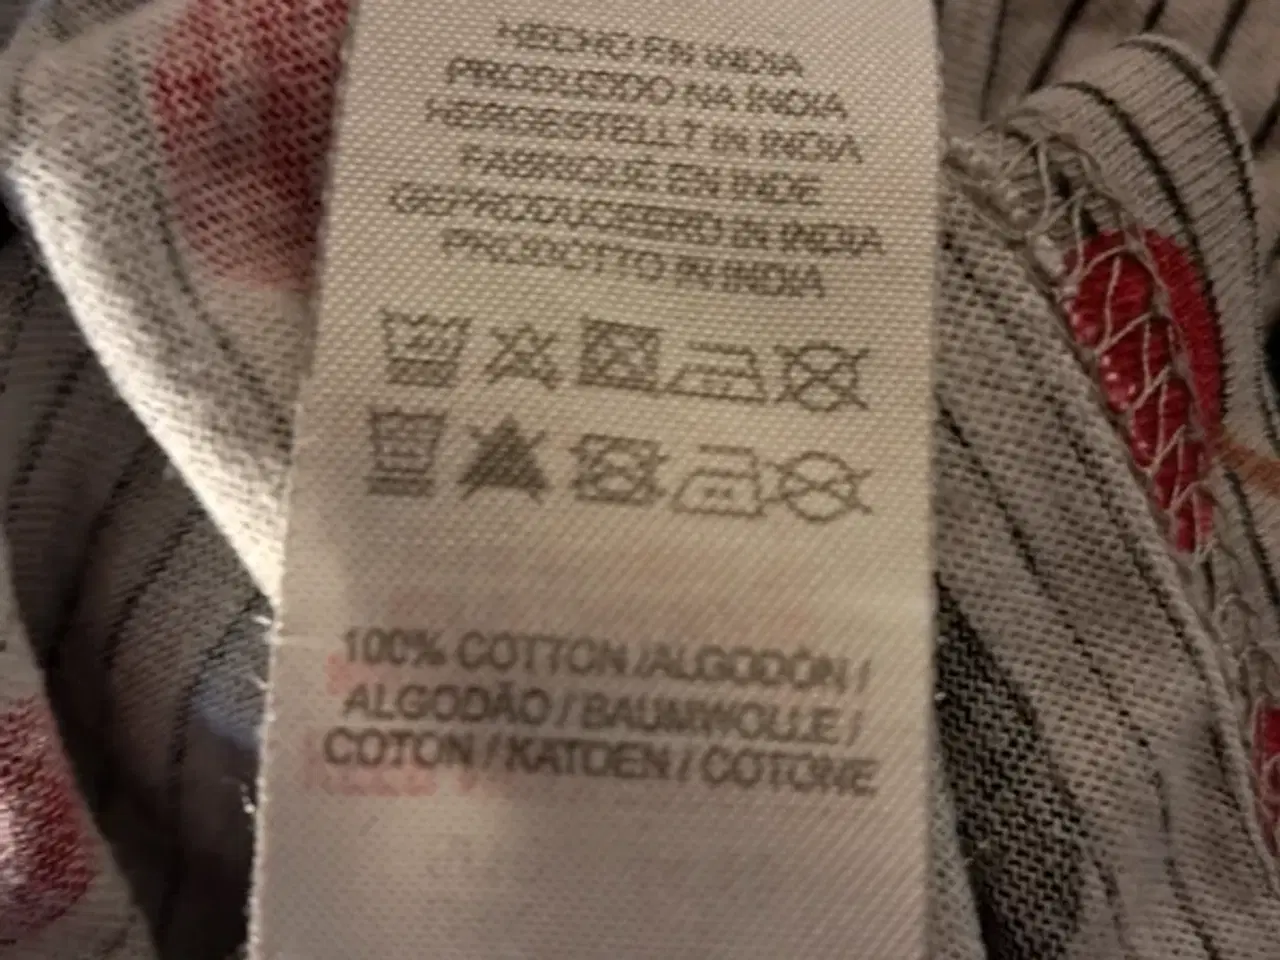 HECHO EN INDIA
PRODUZIDO NA ÍNDIA
HERGESTELLT IN INDIA
FABRIQUÉ EN INDE
GEPRODUCEERD IN INDIA
PRODOTTO IN INDIA
100% COTTON /ALGODÓN /
ALGODÃO / BAUMWOLLE /
COTON / KATOEN / COTONE